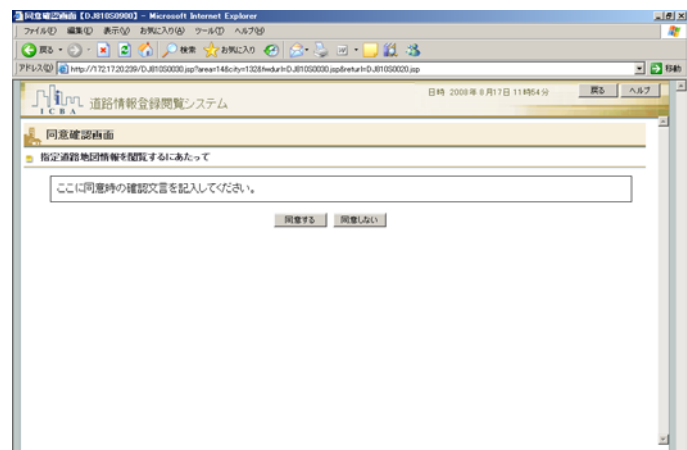 同意確認画面【DJ810S0900】 - Microsoft Internet Explorer
ファイル(F) 編集(E) 表示(V) お気に入り(A) ツール(T) ヘルプ(H)
戻る 検索 お気に入り
アドレス(D) 移動
ICBA 道路情報登録閲覧システム
日時 2008年8月17日 11時54分 戻る ヘルプ
同意確認画面
指定道路地図情報を閲覧するにあたって
ここに同意時の確認文言を記入してください。
同意する 同意しない